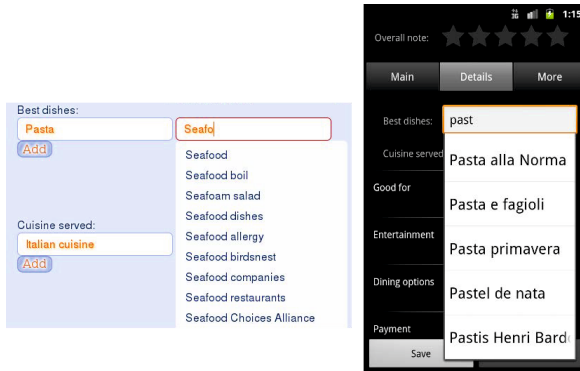 Best dishes:
Pasta
Seafo
Add
Seafood
Seafood boil
Seafoam salad
Seafood dishes
Seafood allergy
Seafood birdsnest
Seafood companies
Seafood restaurants
Seafood Choices Alliance
Cuisine served:
Italian cuisine
Add
3G 1:15
Overall note:
Main Details More
Best dishes: past
Cuisine served
Pasta alla Norma
Pasta e fagioli
Pasta primavera
Pastel de nata
Pastis Henri Bardo
Good for
Entertainment
Dining options
Payment
Save